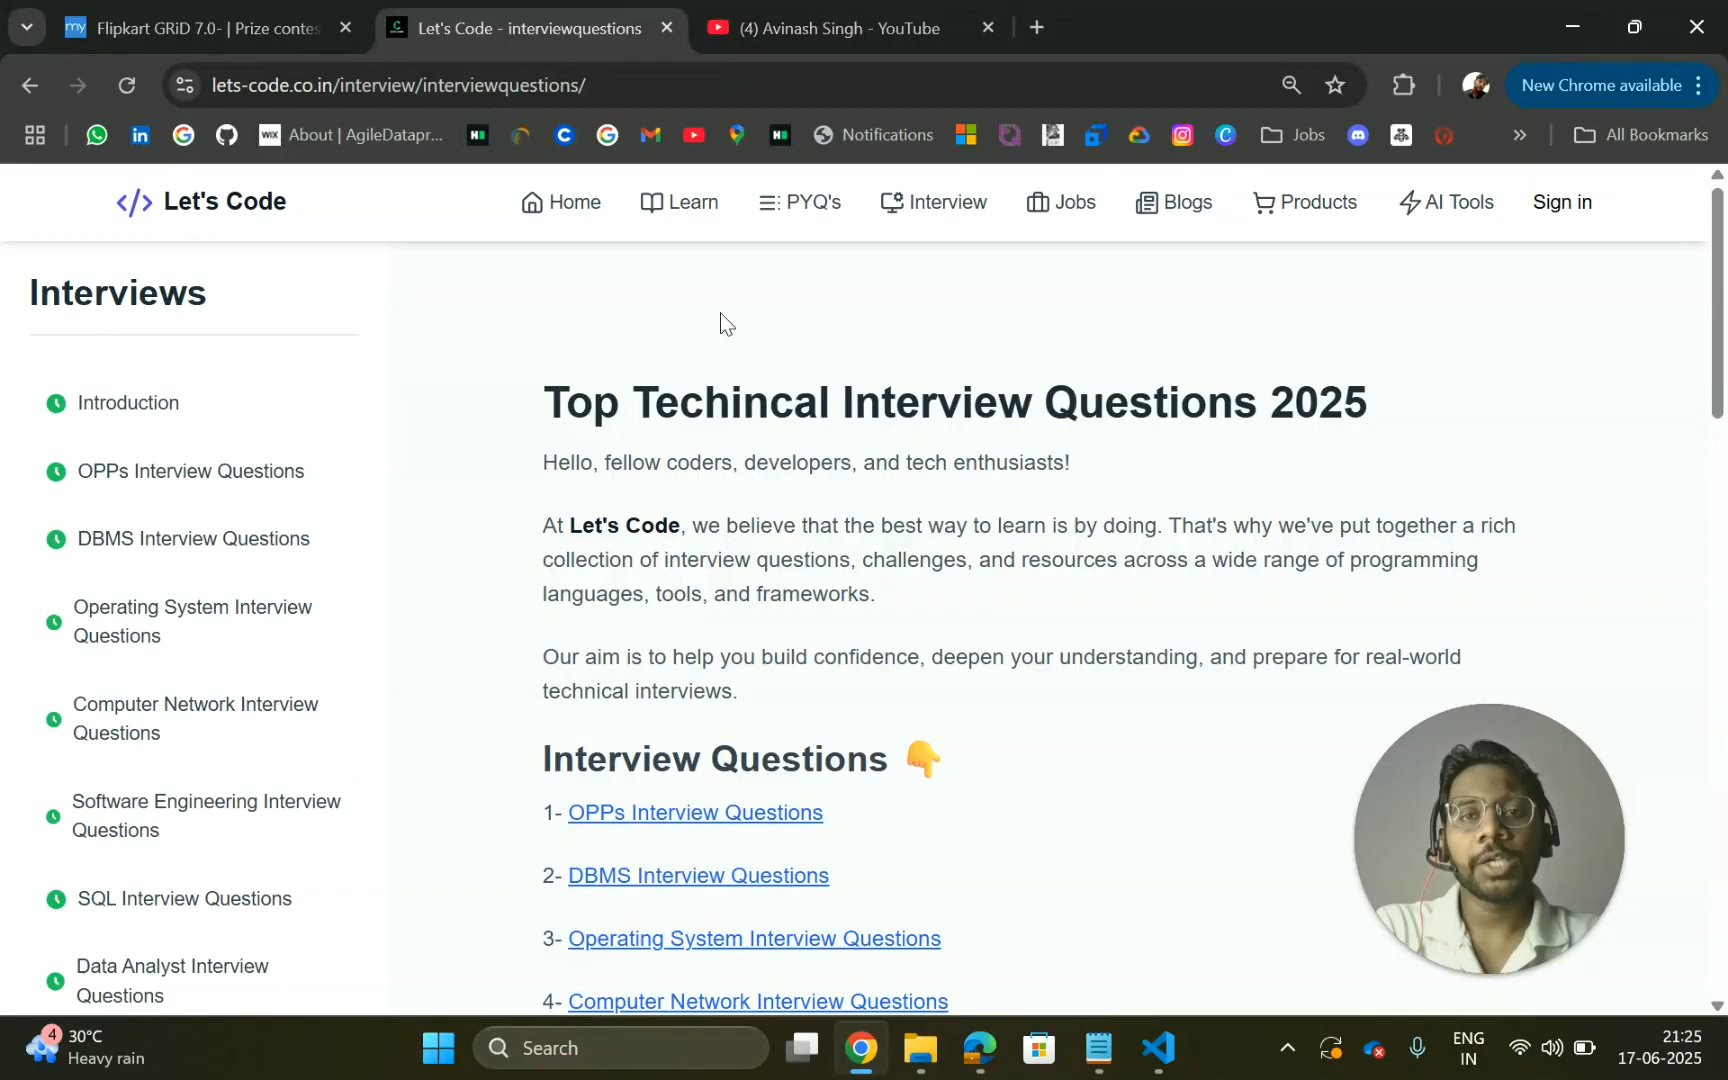 Flipkart GRiD 7.0- | Prize contes
Let's Code - interviewquestions
(4) Avinash Singh - YouTube
lets-code.co.in/interview/interviewquestions/
New Chrome available
WIX About | AgileDatapr...
Notifications
Jobs
All Bookmarks
</> Let's Code
Home
Learn
PYQ's
Interview
Jobs
Blogs
Products
AI Tools
Sign in
Interviews
Introduction
OPPs Interview Questions
DBMS Interview Questions
Operating System Interview
Questions
Computer Network Interview
Questions
Software Engineering Interview
Questions
SQL Interview Questions
Data Analyst Interview
Questions
Top Techincal Interview Questions 2025
Hello, fellow coders, developers, and tech enthusiasts!
At Let's Code, we believe that the best way to learn is by doing. That's why we've put together a rich
collection of interview questions, challenges, and resources across a wide range of programming
languages, tools, and frameworks.
Our aim is to help you build confidence, deepen your understanding, and prepare for real-world
technical interviews.
Interview Questions 👇
1- OPPs Interview Questions
2- DBMS Interview Questions
3- Operating System Interview Questions
4- Computer Network Interview Questions
4
30°C
Heavy rain
Search
ENG
IN
21:25
17-06-2025